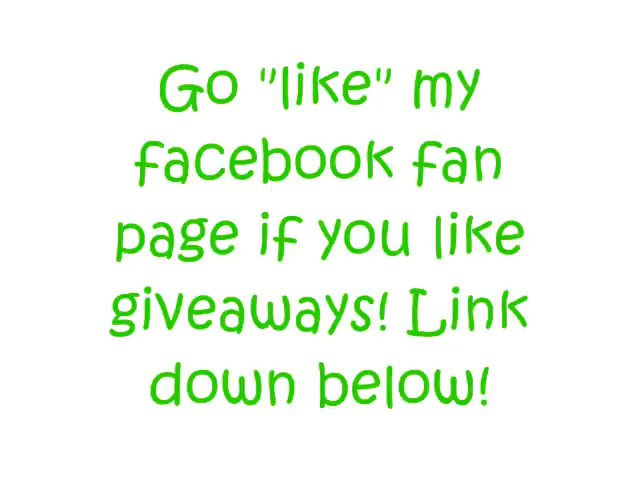 Go "like" my
facebook fan
page if you like
giveaways! Link
down below!